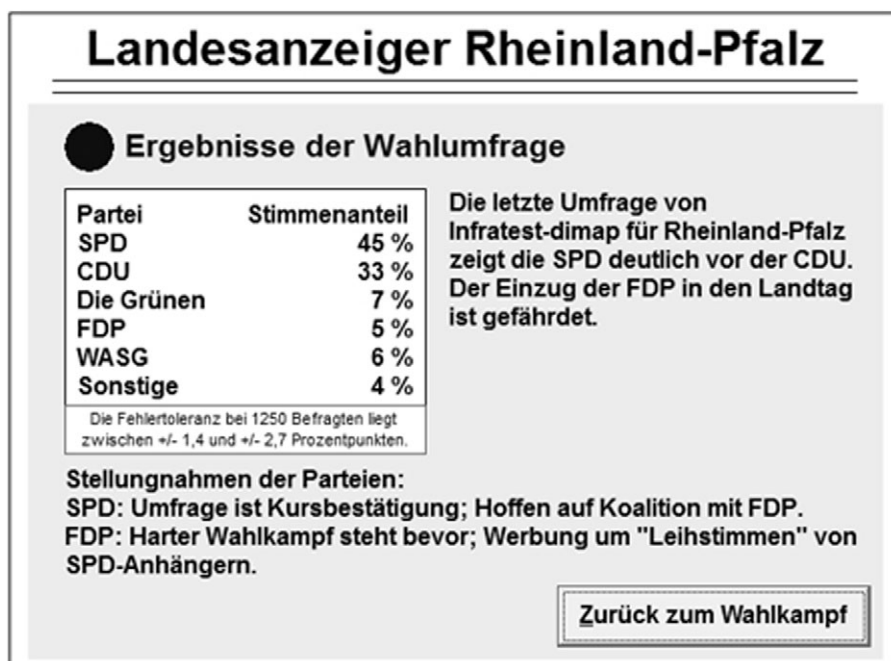 Landesanzeiger Rheinland-Pfalz
Ergebnisse der Wahlumfrage
Partei Stimmenanteil
SPD 45 %
CDU 33 %
Die Grünen 7 %
FDP 5 %
WASG 6 %
Sonstige 4 %
Die Fehlertoleranz bei 1250 Befragten liegt
zwischen +/- 1,4 und +/- 2,7 Prozentpunkten.
Die letzte Umfrage von
Infratest-dimap für Rheinland-Pfalz
zeigt die SPD deutlich vor der CDU.
Der Einzug der FDP in den Landtag
ist gefährdet.
Stellungnahmen der Parteien:
SPD: Umfrage ist Kursbestätigung; Hoffen auf Koalition mit FDP.
FDP: Harter Wahlkampf steht bevor; Werbung um "Leihstimmen" von
SPD-Anhängern.
Zurück zum Wahlkampf